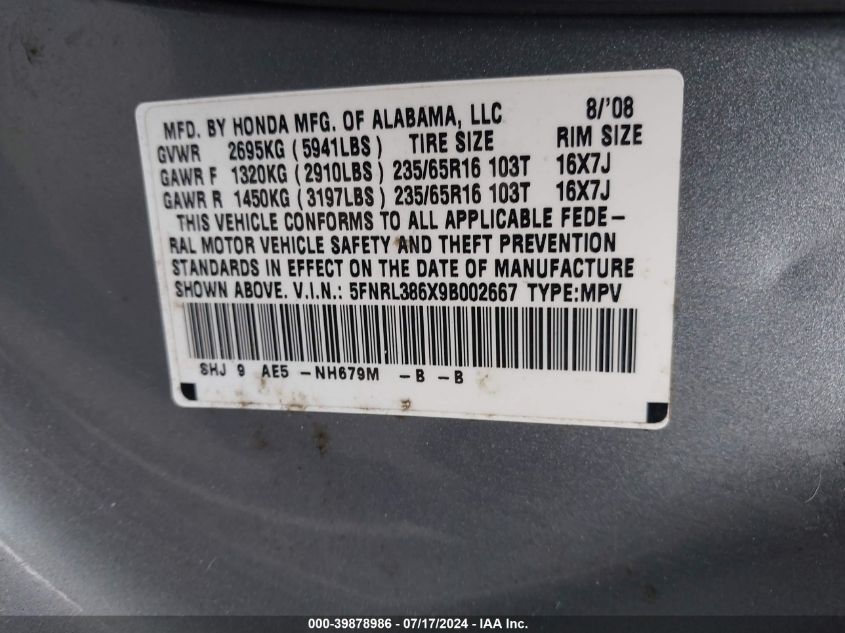 MFD. BY HONDA MFG. OF ALABAMA, LLC 8/'08
GVWR 2695KG ( 5941LBS ) TIRE SIZE RIM SIZE
GAWR F 1320KG ( 2910LBS ) 235/65R16 103T 16X7J
GAWR R 1450KG ( 3197LBS ) 235/65R16 103T 16X7J
THIS VEHICLE CONFORMS TO ALL APPLICABLE FEDE-
RAL MOTOR VEHICLE SAFETY AND THEFT PREVENTION
STANDARDS IN EFFECT ON THE DATE OF MANUFACTURE
SHOWN ABOVE. V.I.N.: 5FNRL386X9B002667 TYPE:MPV
SHJ 9 AE5 -NH679M -B -B
000-39878986 - 07/17/2024 - IAA Inc.